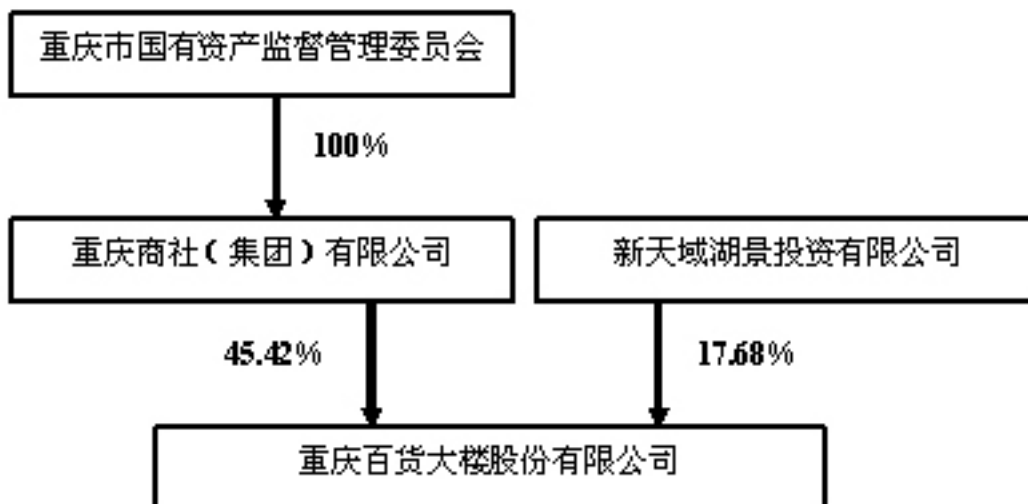 重庆市国有资产监督管理委员会
100%
重庆商社（集团）有限公司
新天域湖景投资有限公司
45.42%
17.68%
重庆百货大楼股份有限公司